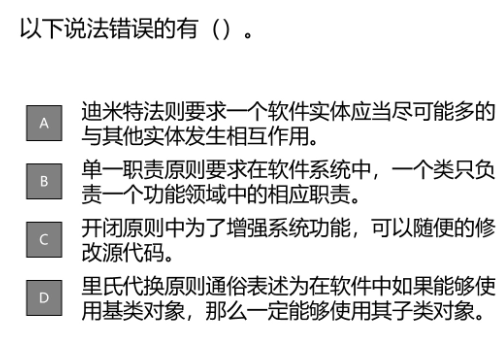 以下说法错误的有（）。
A
迪米特法则要求一个软件实体应当尽可能多的
与其他实体发生相互作用。
B
单一职责原则要求在软件系统中，一个类只负
责一个功能领域中的相应职责。
C
开闭原则中为了增强系统功能，可以随便的修
改源代码。
D
里氏代换原则通俗表述为在软件中如果能够使
用基类对象，那么一定能够使用其子类对象。